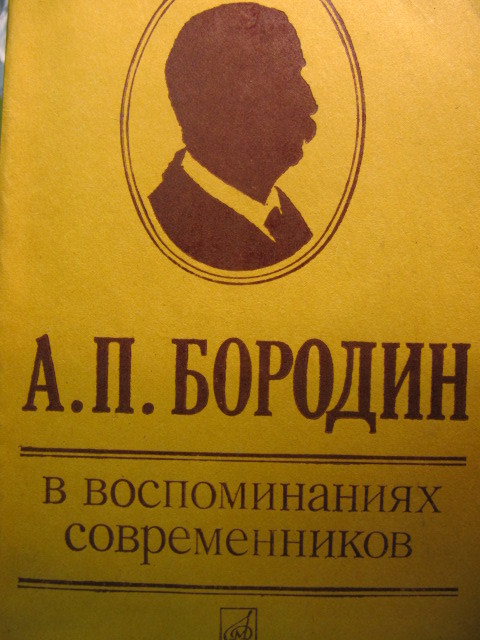 А.П. БОРОДИН
в воспоминаниях
современников